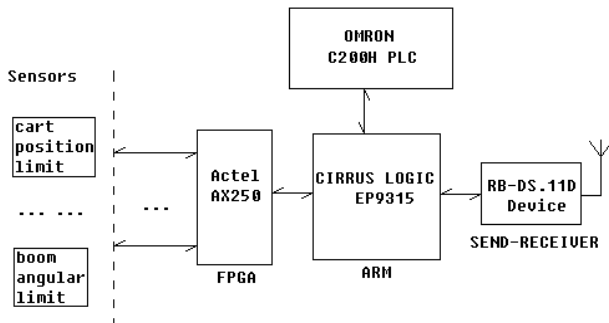 OMRON
C200H PLC
Sensors
cart
position
limit
... ...
boom
angular
limit
...
Actel
AX250
FPGA
CIRRUS LOGIC
EP9315
ARM
RB-DS.11D
Device
SEND-RECEIVER